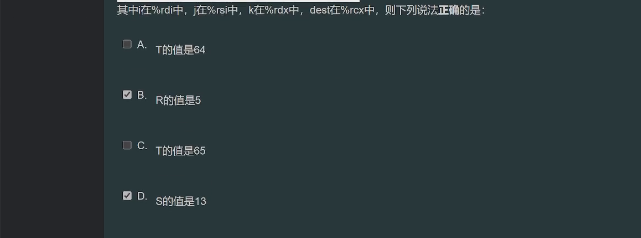 其中i在%rdi中，j在%rsi中，k在%rdx中，dest在%rcx中，则下列说法正确的是：
A. T的值是64
B. R的值是5
C. T的值是65
D. S的值是13